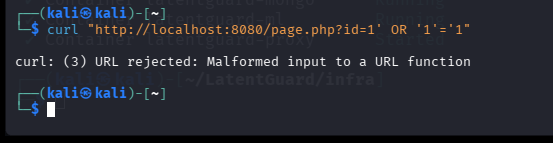 ┌──(kali㉿kali)-[~]
└─$ curl "http://localhost:8080/page.php?id=1' OR '1'='1"
curl: (3) URL rejected: Malformed input to a URL function
┌──(kali㉿kali)-[~]
└─$